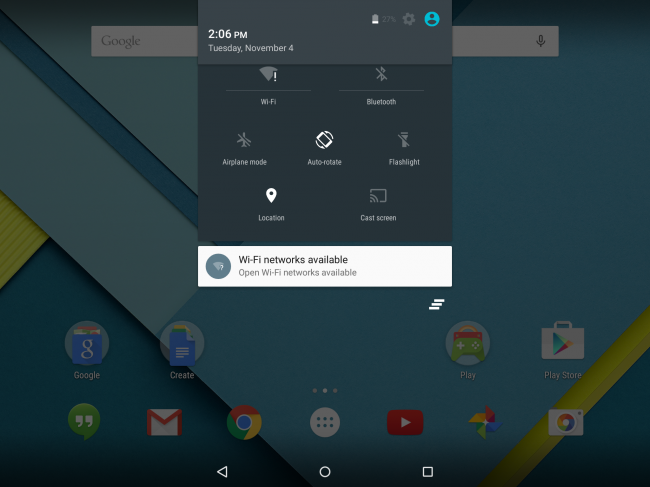 27%
2:06 PM
Tuesday, November 4
Google
Wi-Fi
Bluetooth
Airplane mode
Auto-rotate
Flashlight
Location
Cast screen
Wi-Fi networks available
Open Wi-Fi networks available
Google
Create
Play
Play Store